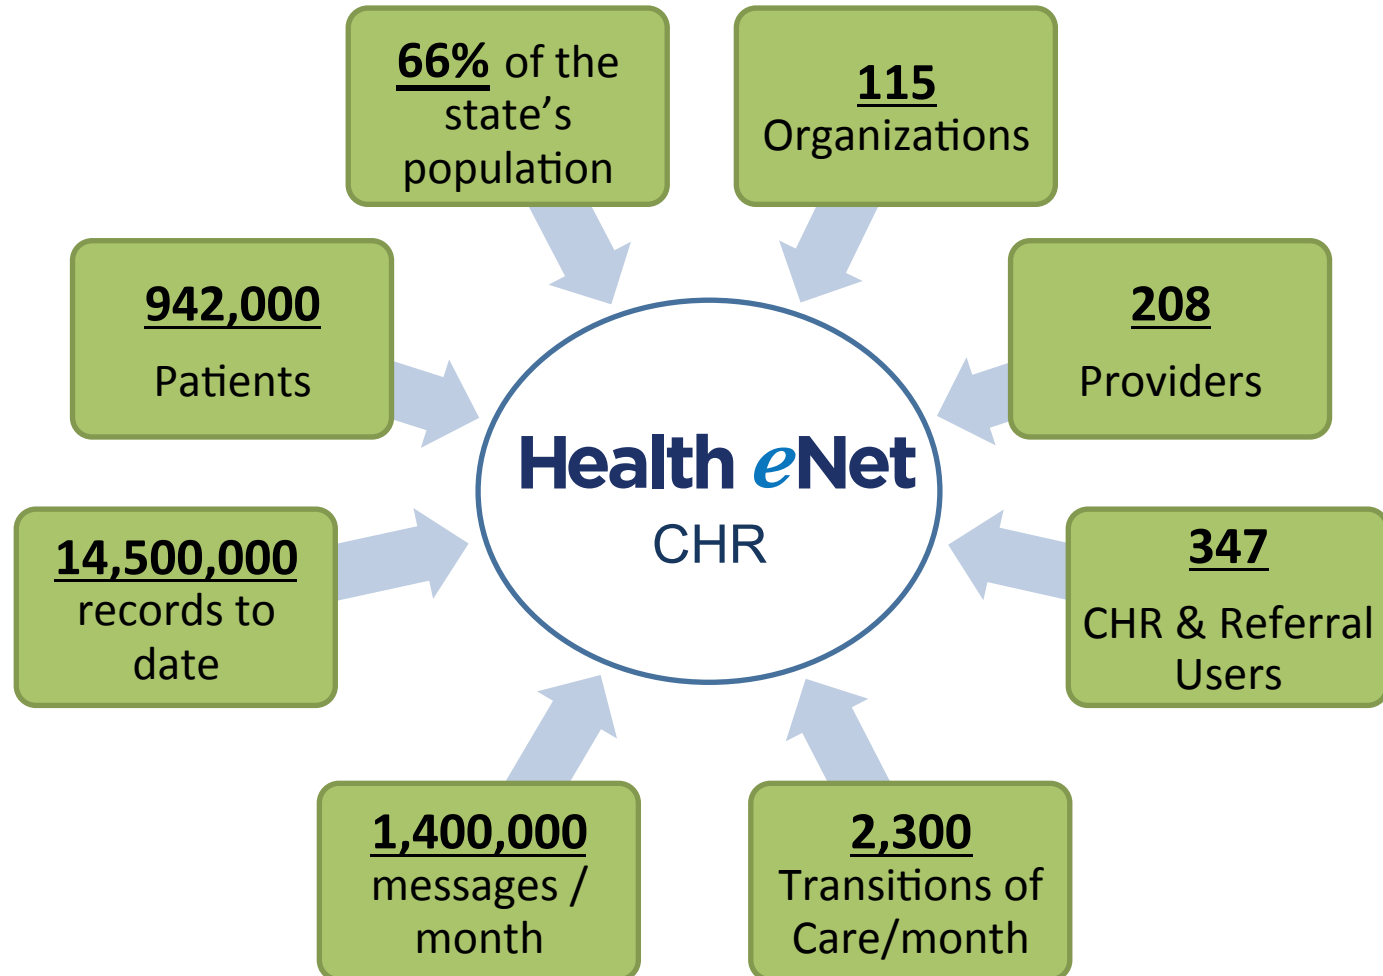 66% of the
state’s
population
115
Organizations
942,000
Patients
208
Providers
Health eNet
CHR
14,500,000
records to
date
347
CHR & Referral
Users
1,400,000
messages /
month
2,300
Transitions of
Care/month